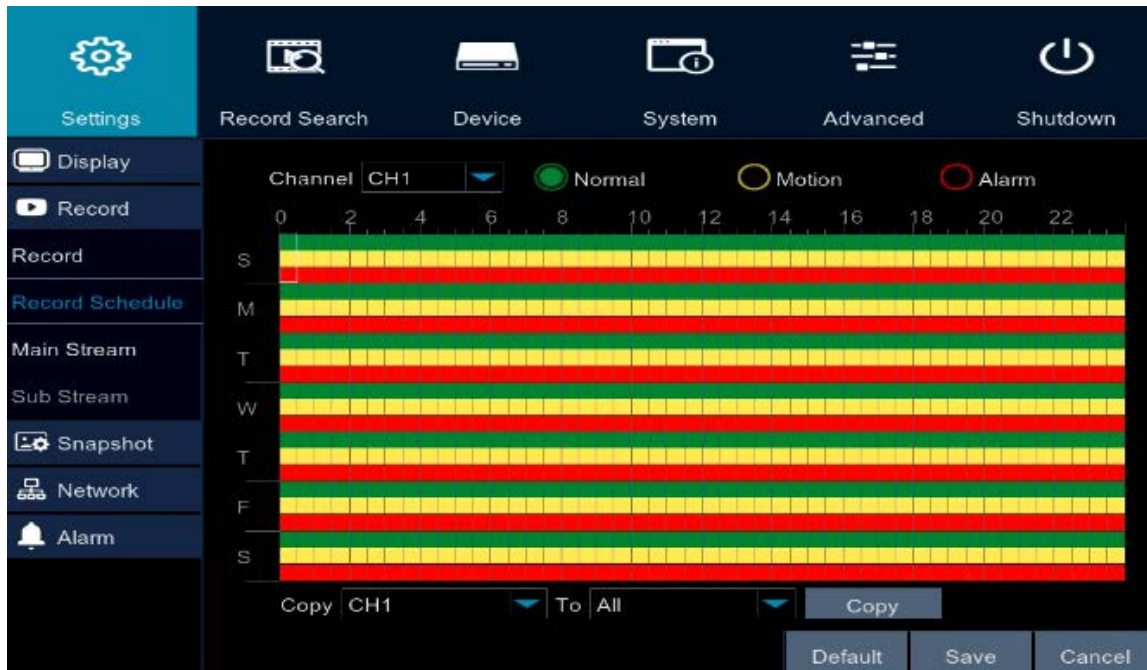 Settings Record Search Device System Advanced Shutdown
Display
Channel CH1 Normal Motion Alarm
Record
0 2 4 6 8 10 12 14 16 18 20 22
Record
S
Record Schedule
M
Main Stream
T
Sub Stream
W
Snapshot
T
Network
F
Alarm
S
Copy CH1 To All Copy
Default Save Cancel